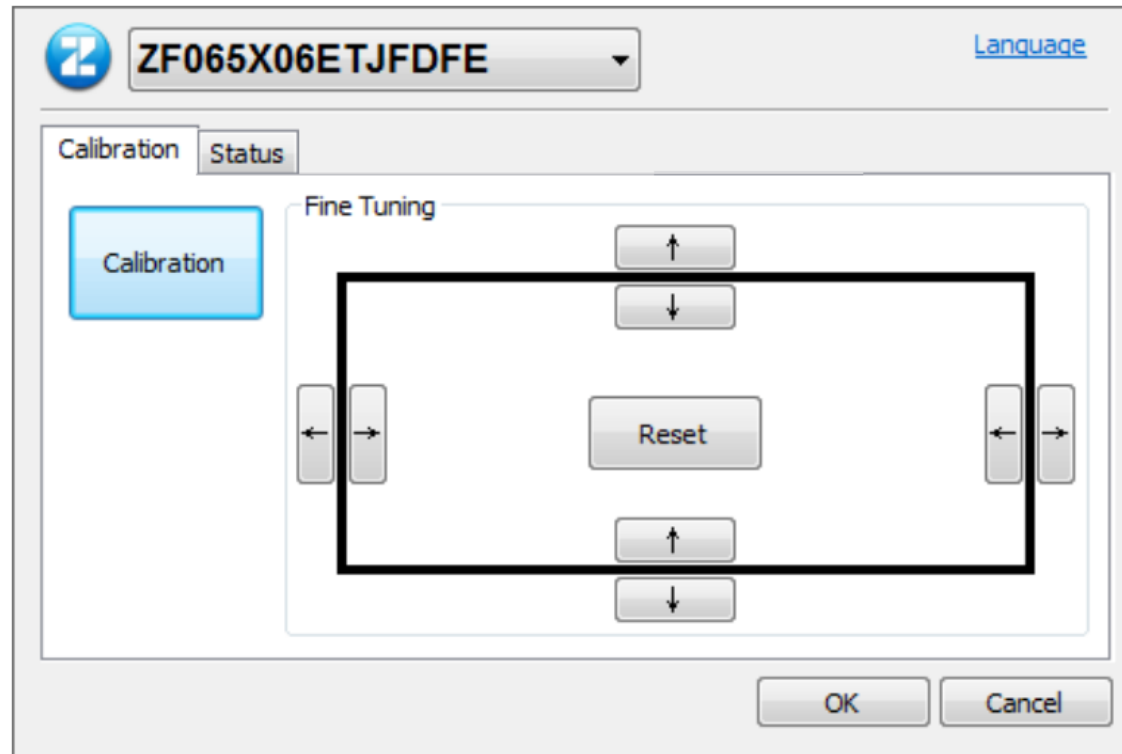 ZF065X06ETJFDFE
Language
Calibration
Status
Calibration
Fine Tuning
↑
↓
← → Reset ← →
↑
↓
OK
Cancel